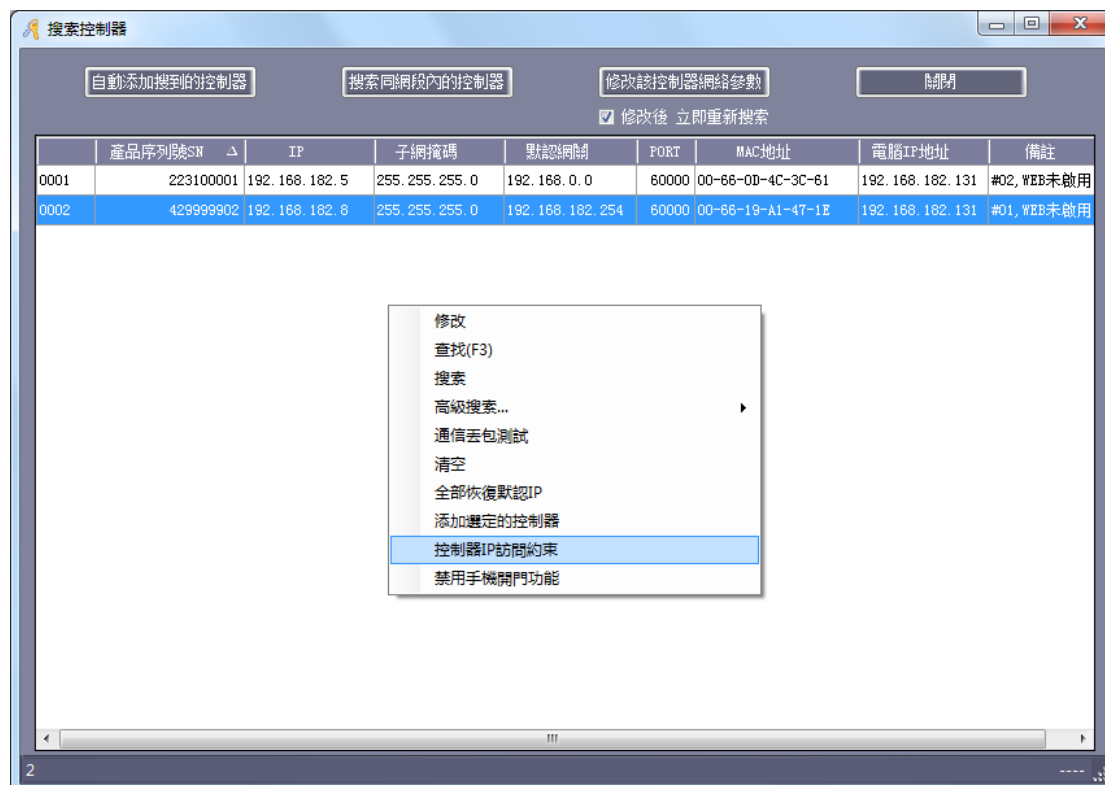 搜索控制器
自動添加搜到的控制器 搜索同網段內的控制器 修改該控制器網絡參數 關閉
修改後 立即重新搜索
產品序列號SN IP 子網掩碼 默認網關 PORT MAC地址 電腦IP地址 備註
0001 223100001 192.168.182.5 255.255.255.0 192.168.0.0 60000 00-66-0D-4C-3C-61 192.168.182.131 #02,WEB未啟用
0002 429999902 192.168.182.8 255.255.255.0 192.168.182.254 60000 00-66-19-A1-47-1E 192.168.182.131 #01,WEB未啟用
修改
查找(F3)
搜索
高級搜索...
通信丟包測試
清空
全部恢復默認IP
添加選定的控制器
控制器IP訪問約束
禁用手機開門功能
2 ----